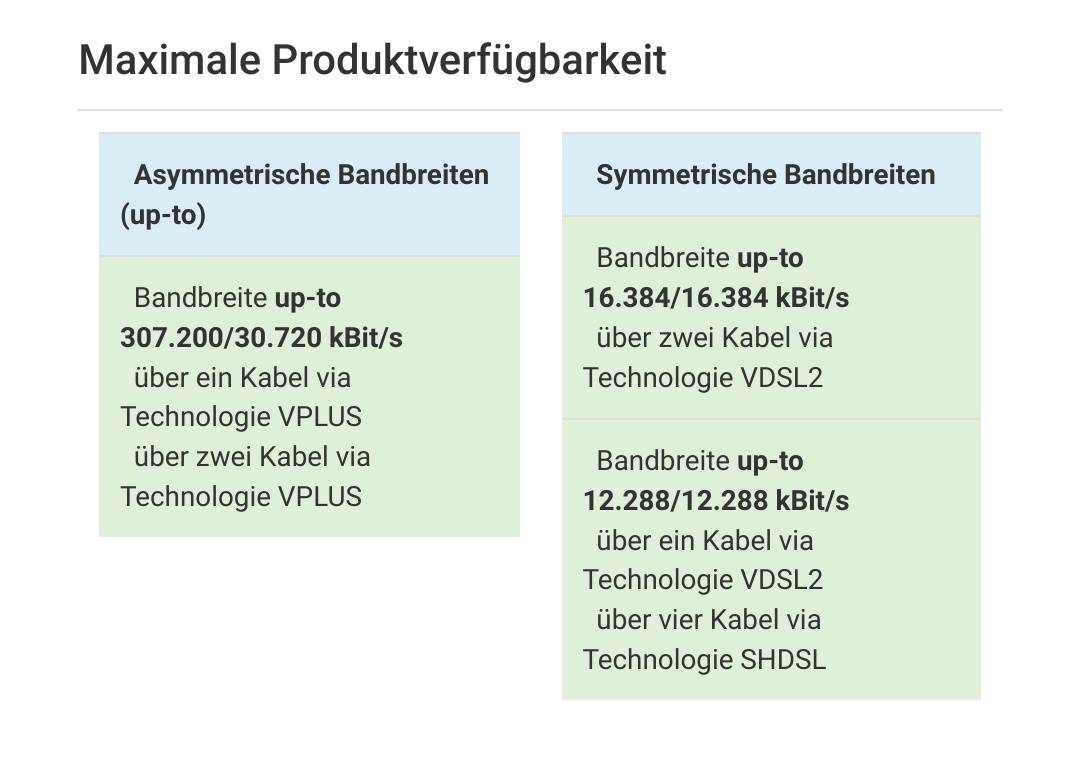 Maximale Produktverfügbarkeit
Asymmetrische Bandbreiten
(up-to)
Bandbreite up-to
307.200/30.720 kBit/s
über ein Kabel via
Technologie VPLUS
über zwei Kabel via
Technologie VPLUS
Symmetrische Bandbreiten
Bandbreite up-to
16.384/16.384 kBit/s
über zwei Kabel via
Technologie VDSL2
Bandbreite up-to
12.288/12.288 kBit/s
über ein Kabel via
Technologie VDSL2
über vier Kabel via
Technologie SHDSL